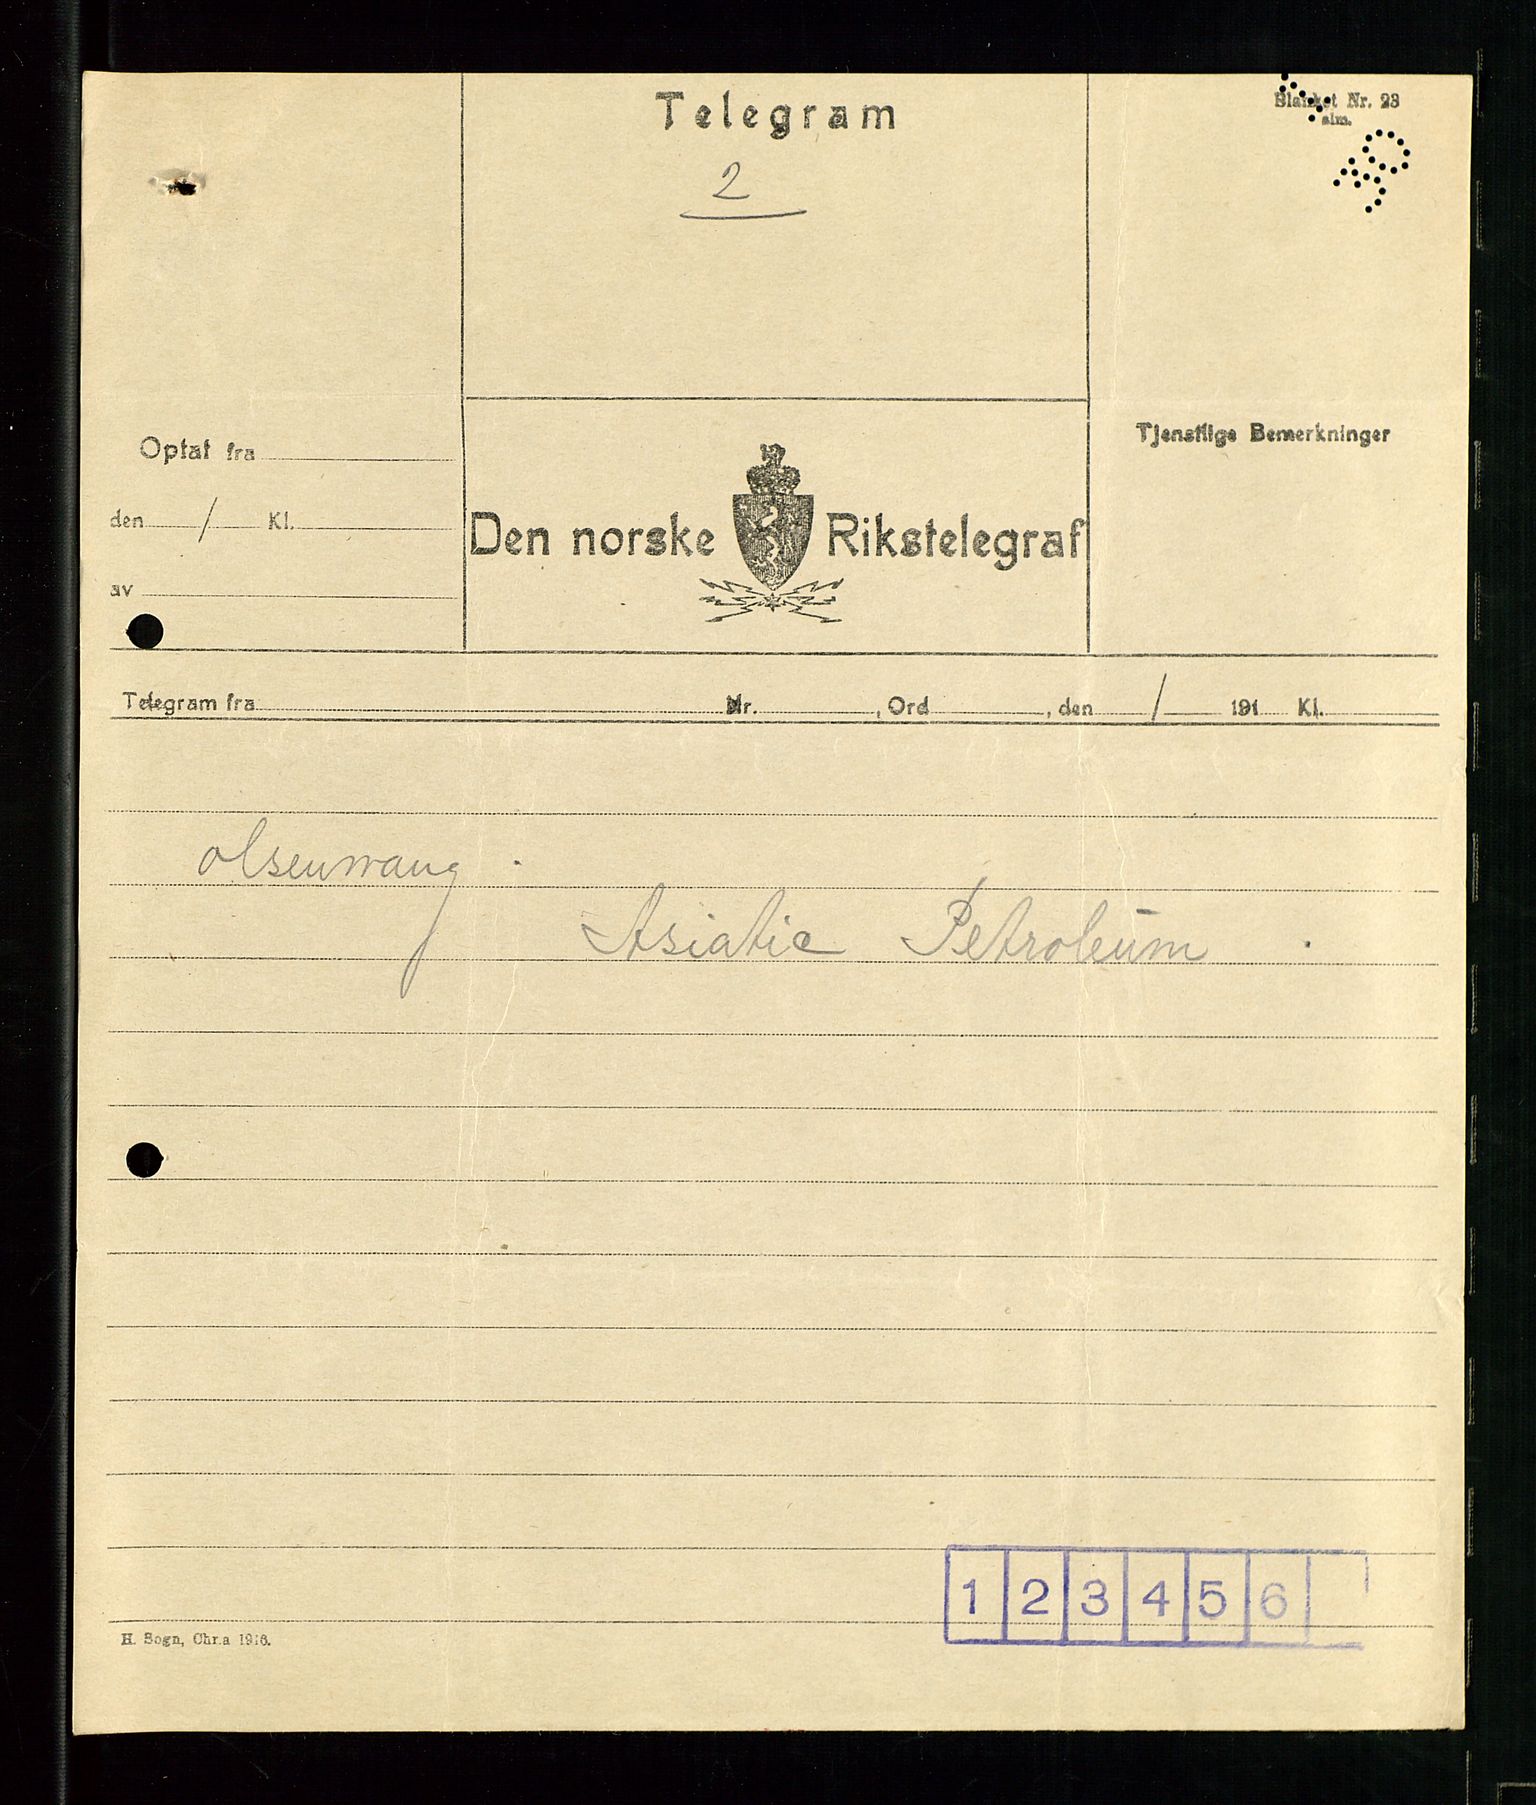 Telegram
Blanket Nr. 23
alm.
2
Optat fra
den / Kl.
av
Den norske Rikstelegraf
Tjenstlige Bemerkninger
Telegram fra Nr. , Ord , den / 191 Kl.
Asiatic Petroleum .
1 2 3 4 5 6
H. Sogn, Chr.a 1916.